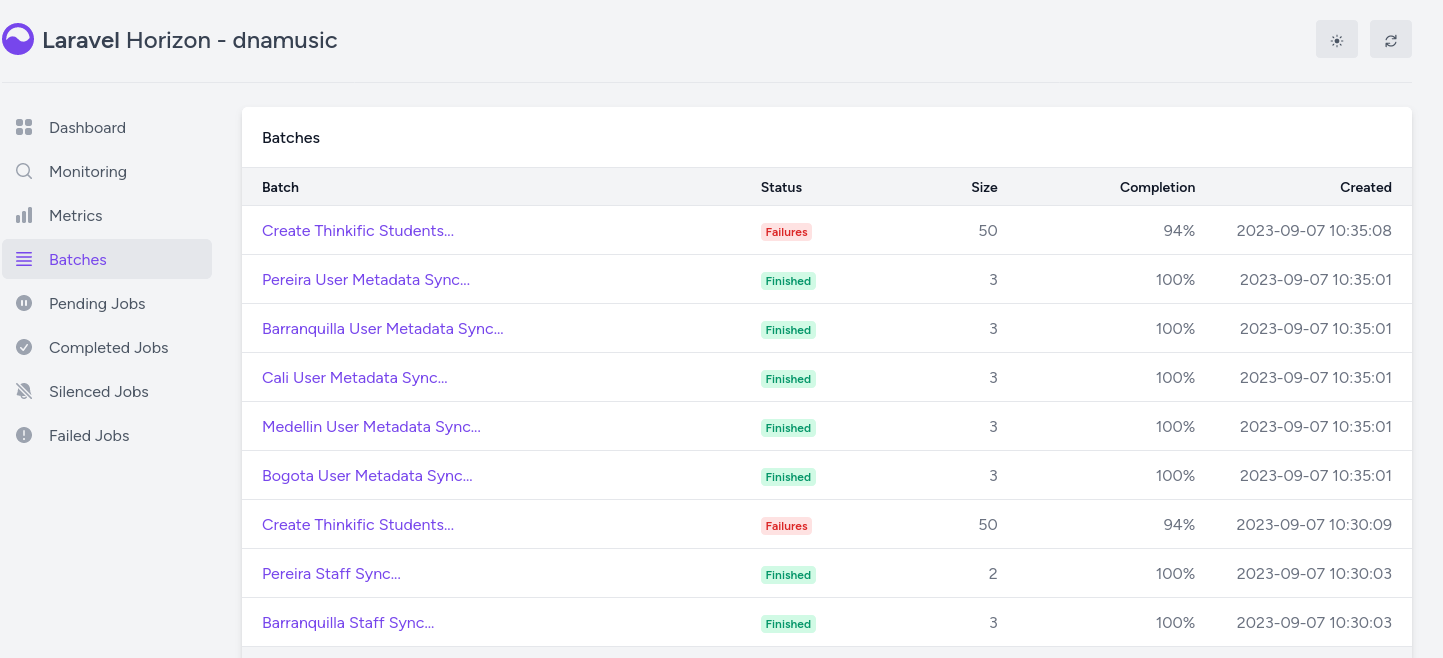 Laravel Horizon - dnamusic
Dashboard
Monitoring
Metrics
Batches
Pending Jobs
Completed Jobs
Silenced Jobs
Failed Jobs
Batches
Batch Status Size Completion Created
Create Thinkific Students... Failures 50 94% 2023-09-07 10:35:08
Pereira User Metadata Sync... Finished 3 100% 2023-09-07 10:35:01
Barranquilla User Metadata Sync... Finished 3 100% 2023-09-07 10:35:01
Cali User Metadata Sync... Finished 3 100% 2023-09-07 10:35:01
Medellin User Metadata Sync... Finished 3 100% 2023-09-07 10:35:01
Bogota User Metadata Sync... Finished 3 100% 2023-09-07 10:35:01
Create Thinkific Students... Failures 50 94% 2023-09-07 10:30:09
Pereira Staff Sync... Finished 2 100% 2023-09-07 10:30:03
Barranquilla Staff Sync... Finished 3 100% 2023-09-07 10:30:03